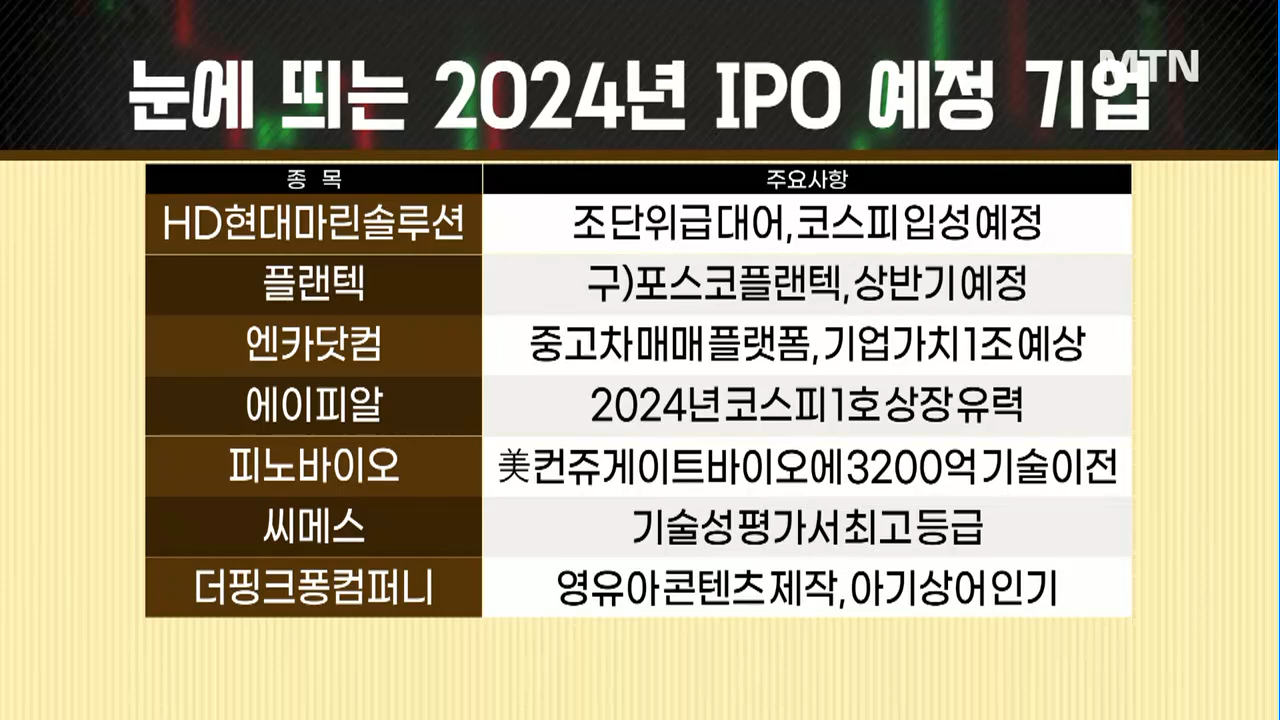 눈에 띄는 2024년 IPO 예정 기업
MTN
종 목 주요사항
HD현대마린솔루션 조단위급 대어, 코스피 입성 예정
플랜텍 구)포스코플랜텍, 상반기 예정
엔카닷컴 중고차 매매 플랫폼, 기업가치 1조 예상
에이피알 2024년 코스피 1호 상장 유력
피노바이오 美컨쥬게이트바이오에 3200억 기술이전
씨메스 기술성 평가서 최고 등급
더핑크퐁컴퍼니 영유아 콘텐츠 제작, 아기상어 인기